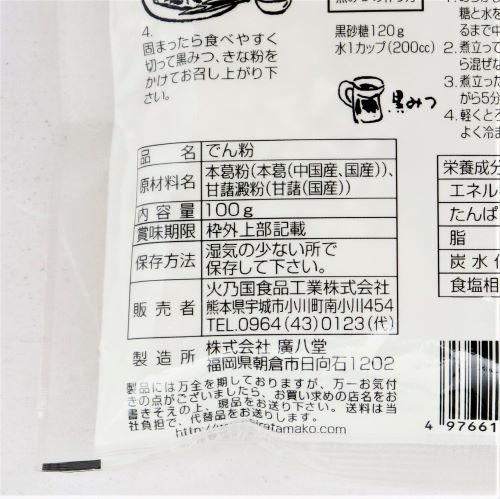 4.
固まったら食べやすく
切って黒みつ、きな粉を
かけてお召し上がり下
さい。
黒砂糖120g
水1カップ(200cc)
黒みつ
糖と水を
るまで中
2.煮立って
ら混ぜな
3.煮立った
がら5分
4.軽くとろ
よく冷ま
品 名 でん粉
原材料名 本葛粉(本葛(中国産、国産))、
甘藷澱粉(甘藷(国産))
内容量 100g
賞味期限 枠外上部記載
保存方法 湿気の少ない所で
保存して下さい。
販売者 火乃国食品工業株式会社
熊本県宇城市小川町南小川454
TEL.0964(43)0123(代)
製造所 株式会社 廣八堂
福岡県朝倉市日向石1202
製品には万全を期しておりますが、万一お気付
きの点がございましたら、お買い求めの店名をお
書きそえの上、現品をお送り下さい。送料は当
社負担で、代替品をお送りします。
栄養成分
エネル
たんぱ
脂
炭水化
食塩相
4 97661